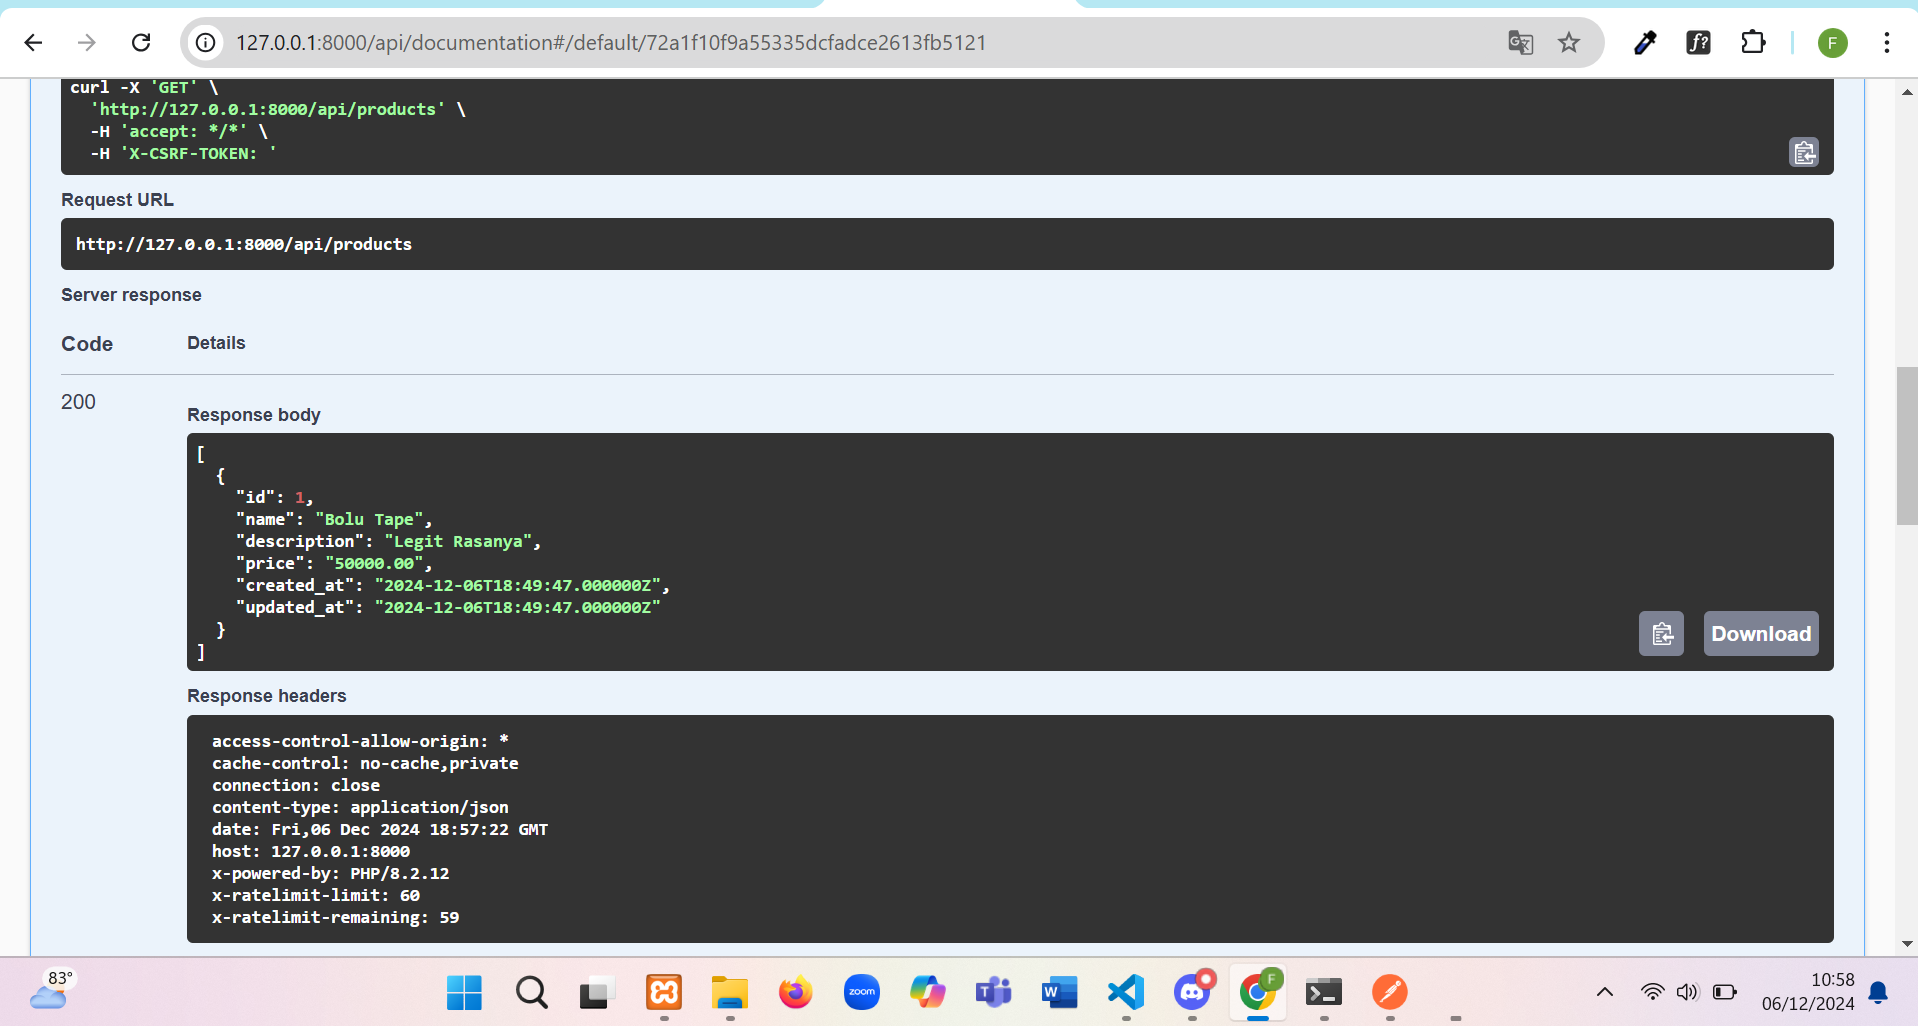 127.0.0.1:8000/api/documentation#/default/72a1f10f9a55335dcfadce2613fb5121
f?
F
curl -X 'GET' \
'http://127.0.0.1:8000/api/products' \
-H 'accept: */*' \
-H 'X-CSRF-TOKEN: '
Request URL
http://127.0.0.1:8000/api/products
Server response
Code Details
200
Response body
[
{
"id": 1,
"name": "Bolu Tape",
"description": "Legit Rasanya",
"price": "50000.00",
"created_at": "2024-12-06T18:49:47.000000Z",
"updated_at": "2024-12-06T18:49:47.000000Z"
}
]
Download
Response headers
access-control-allow-origin: *
cache-control: no-cache,private
connection: close
content-type: application/json
date: Fri,06 Dec 2024 18:57:22 GMT
host: 127.0.0.1:8000
x-powered-by: PHP/8.2.12
x-ratelimit-limit: 60
x-ratelimit-remaining: 59
83°
zoom
T
W
F
10:58
06/12/2024